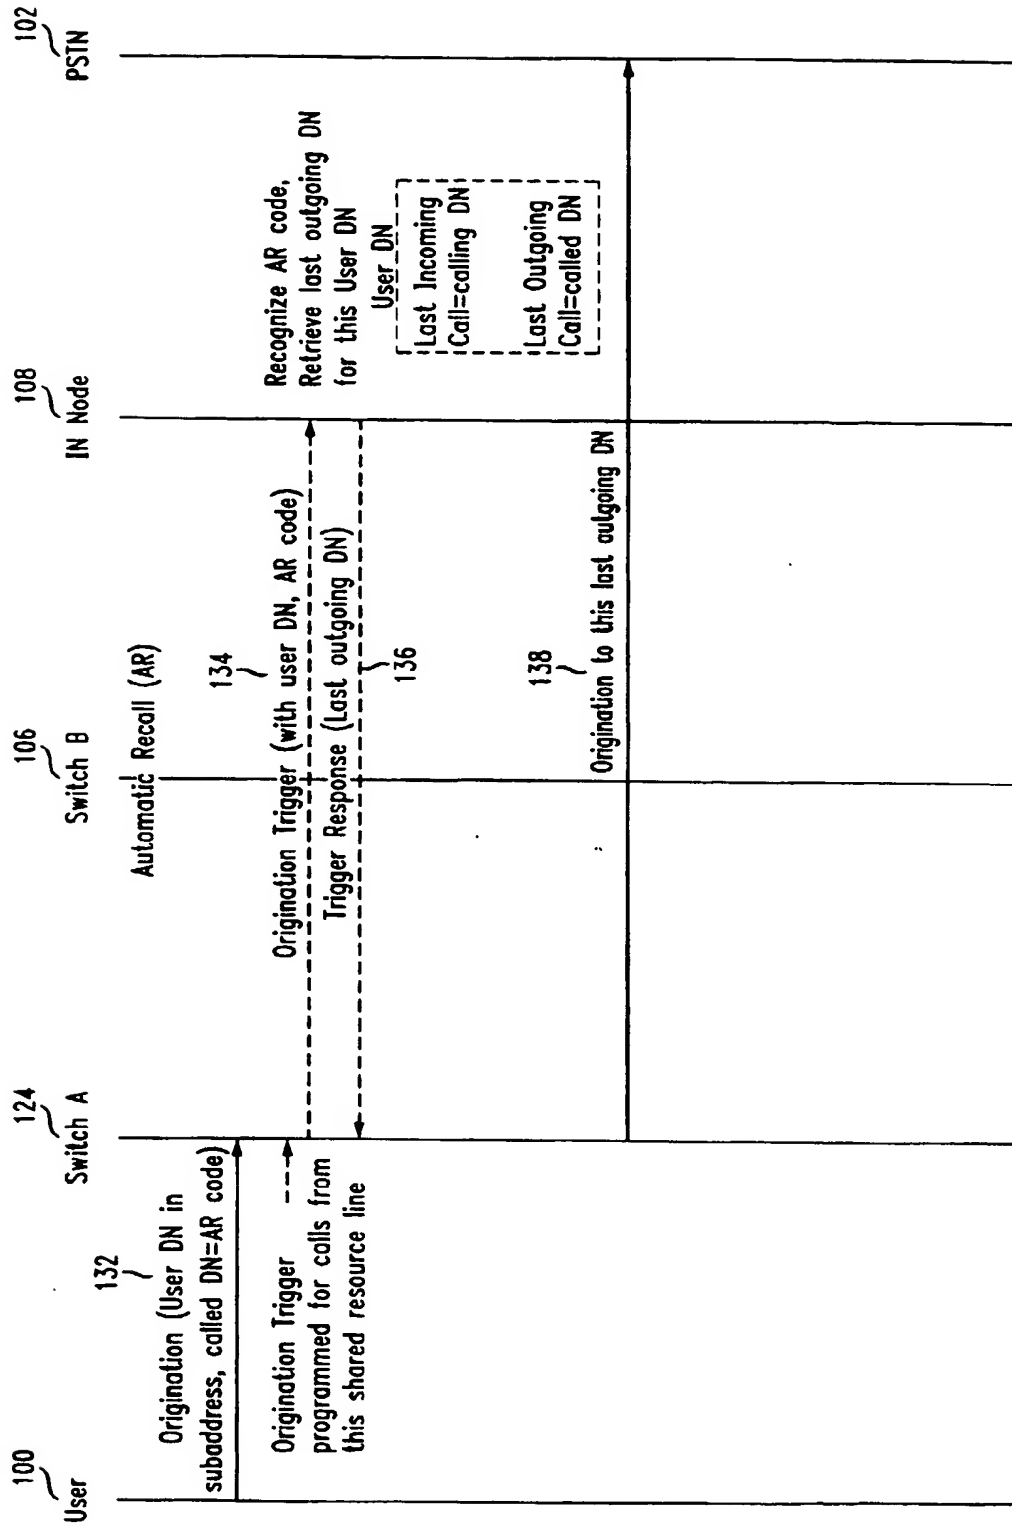 100
User
124
Switch A
106
Switch B
108
IN Node
102
PSTN
Automatic Recall (AR)
132
Origination (User DN in
subaddress, called DN=AR code)
Origination Trigger
programmed for calls from
this shared resource line
134
Origination Trigger (with user DN, AR code)
Trigger Response (Last outgoing DN)
136
Recognize AR code,
Retrieve last outgoing DN
for this User DN
User DN
Last Incoming
Call=calling DN
Last Outgoing
Call=called DN
138
Origination to this last outgoing DN